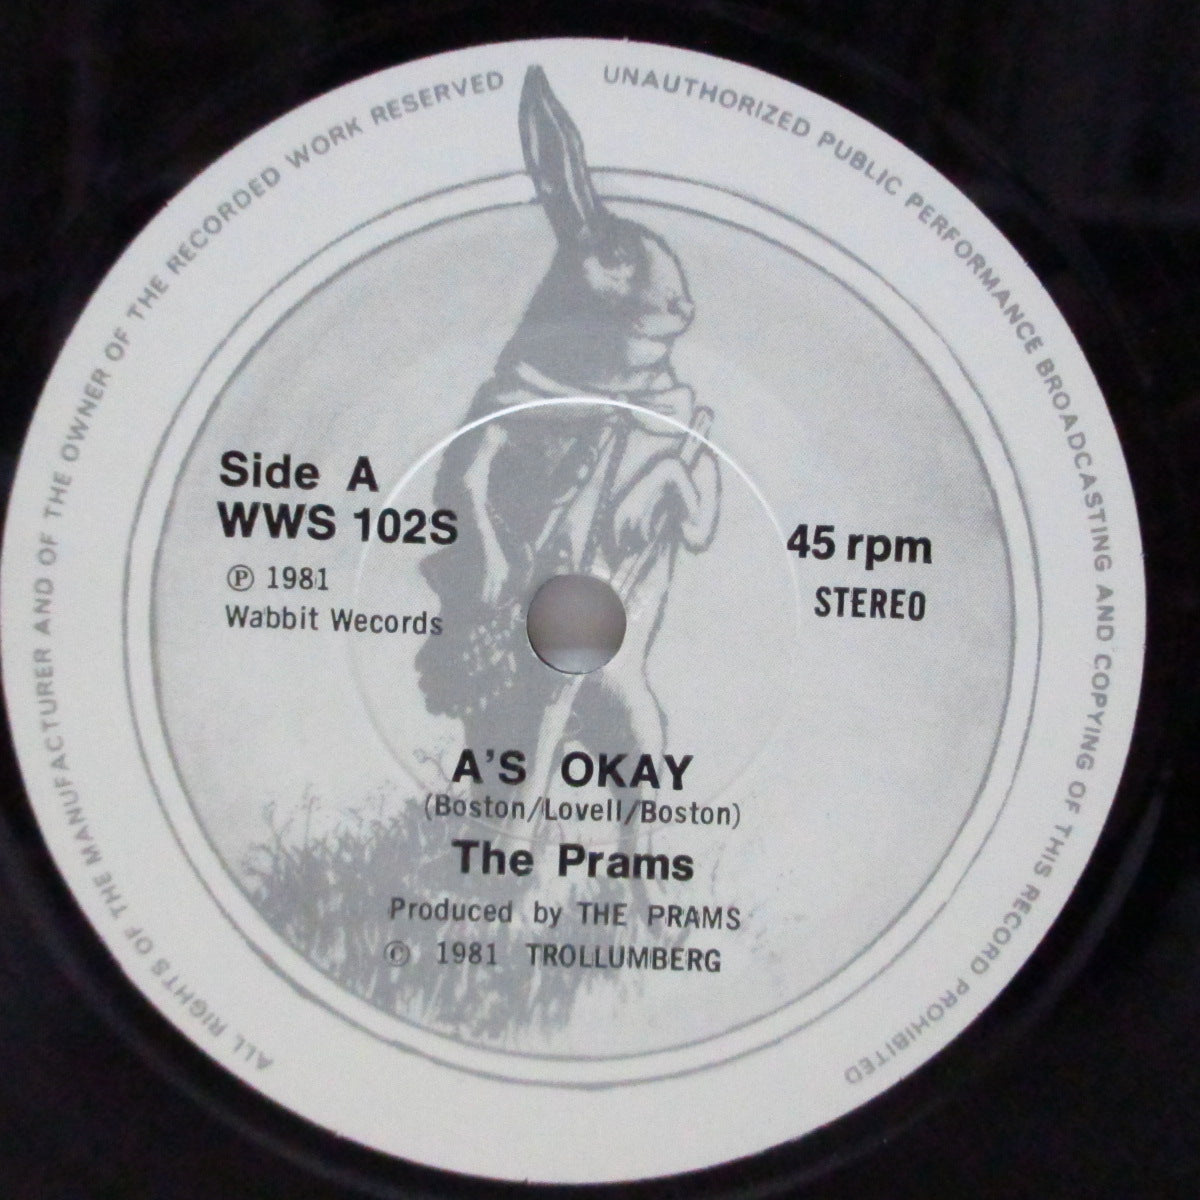 ALL RIGHTS OF THE MANUFACTURER AND OF THE OWNER OF THE RECORDED WORK RESERVED
UNAUTHORIZED PUBLIC PERFORMANCE BROADCASTING AND COPYING OF THIS RECORD PROHIBITED
Side A
WWS 102S
℗ 1981
Wabbit Wecords
45 rpm
STEREO
A'S OKAY
(Boston/Lovell/Boston)
The Prams
Produced by THE PRAMS
© 1981 TROLLUMBERG